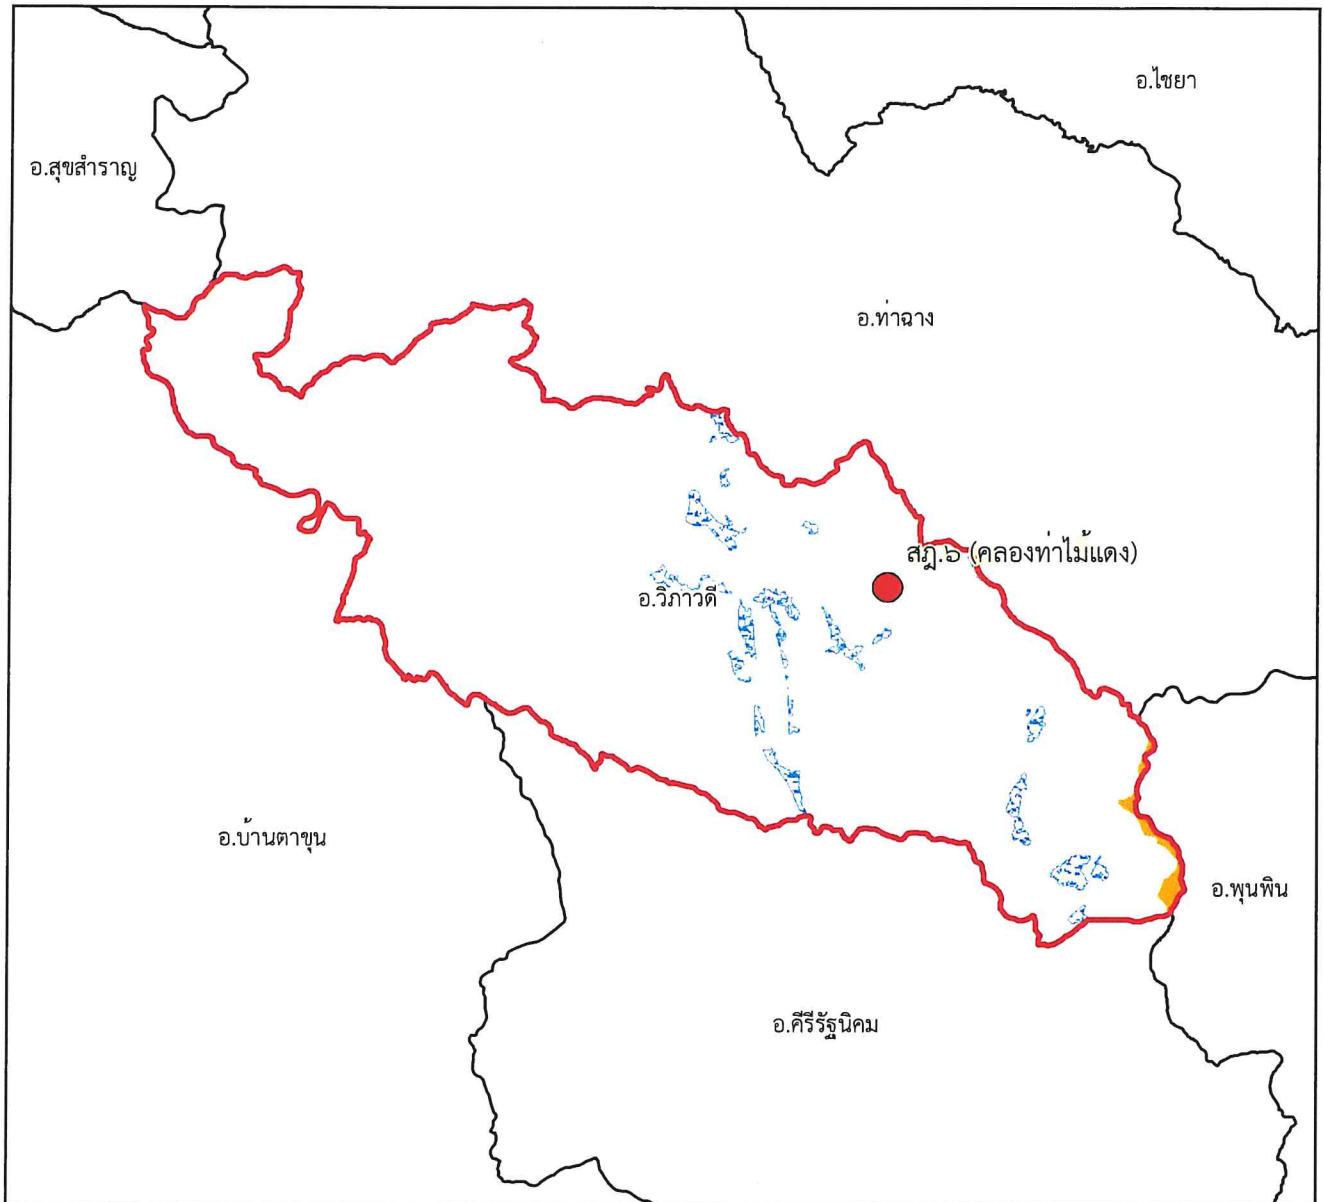 อ.ไชยา
อ.สุขสำราญ
อ.ท่าฉาง
สฎ.๖ (คลองท่าไม้แดง)
อ.วิภาวดี
อ.บ้านตาขุน
อ.พุนพิน
อ.คีรีรัฐนิคม